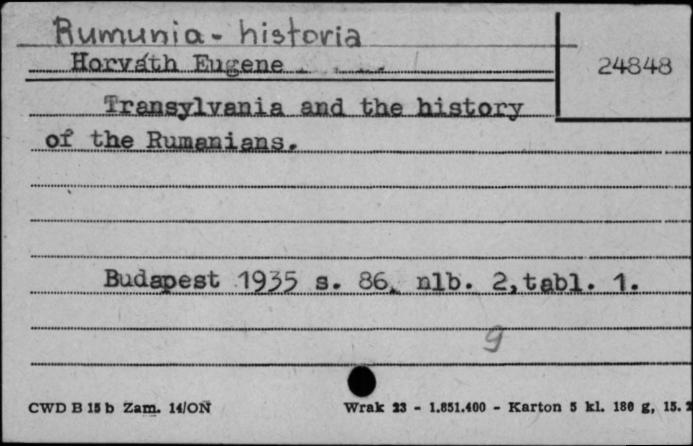 Rumunia - historia
Horváth Eugene
24848
Transylvania and the history
of the Rumanians.
Budapest 1935 s. 86, nlb. 2, tabl. 1.
g
CWD B 15 b Zam. 14/ON
Wrak 23 - 1.851.400 - Karton 5 kl. 180 g, 15.